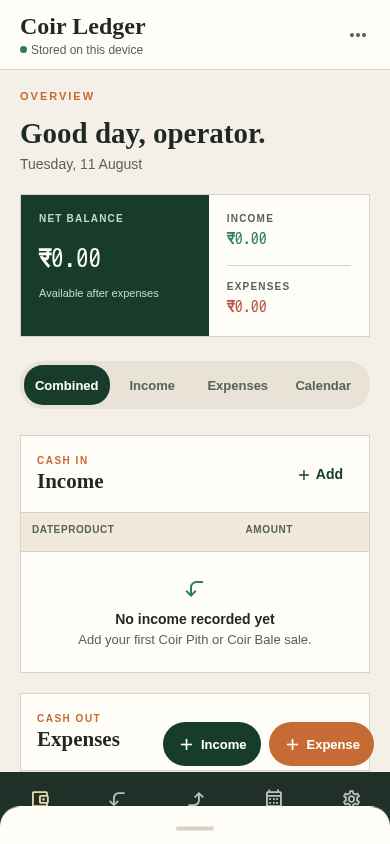 Coir Ledger
Stored on this device
OVERVIEW
Good day, operator.
Tuesday, 11 August
NET BALANCE
₹0.00
Available after expenses
INCOME
₹0.00
EXPENSES
₹0.00
Combined Income Expenses Calendar
CASH IN
Income
Add
DATE PRODUCT AMOUNT
No income recorded yet
Add your first Coir Pith or Coir Bale sale.
CASH OUT
Expenses
Income Expense